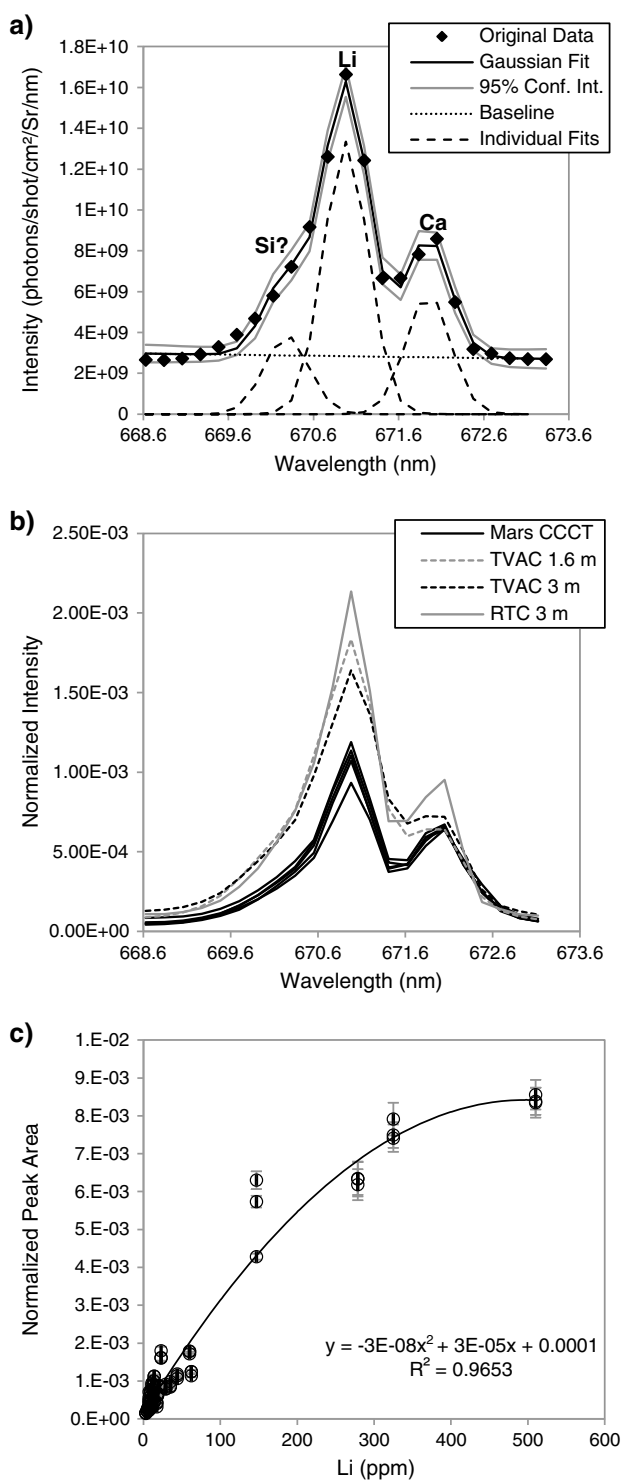 a)
1.8E+10
1.6E+10
1.4E+10
1.2E+10
1E+10
8E+09
6E+09
4E+09
2E+09
0
Intensity (photons/shot/cm²/Sr/nm)
Original Data
Gaussian Fit
95% Conf. Int.
Baseline
Individual Fits
Li
Si?
Ca
668.6 669.6 670.6 671.6 672.6 673.6
Wavelength (nm)
b)
2.50E-03
2.00E-03
1.50E-03
1.00E-03
5.00E-04
0.00E+00
Normalized Intensity
Mars CCCT
TVAC 1.6 m
TVAC 3 m
RTC 3 m
668.6 669.6 670.6 671.6 672.6 673.6
Wavelength (nm)
c)
1.E-02
9.E-03
8.E-03
7.E-03
6.E-03
5.E-03
4.E-03
3.E-03
2.E-03
1.E-03
0.E+00
Normalized Peak Area
y = -3E-08x² + 3E-05x + 0.0001
R² = 0.9653
0 100 200 300 400 500 600
Li (ppm)